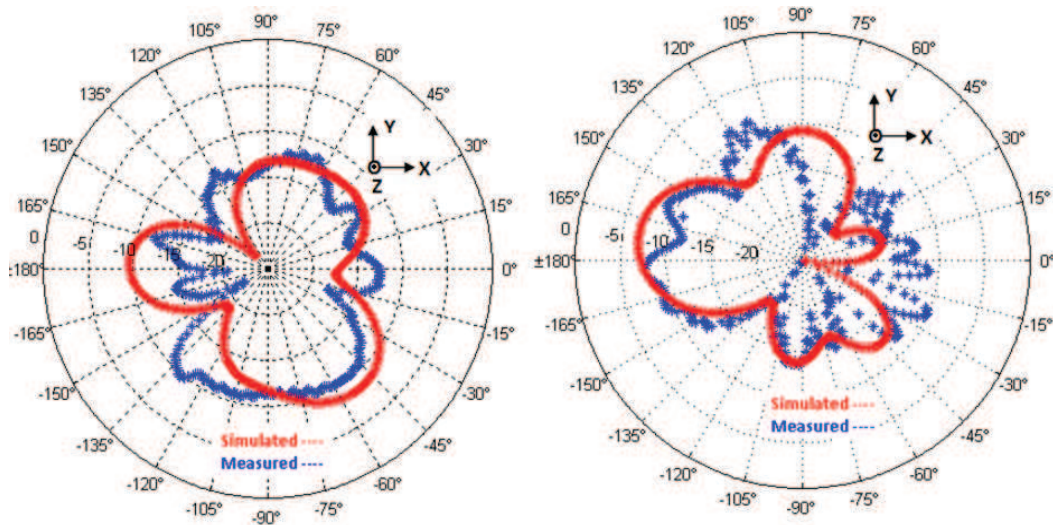 90°
105° 75°
120° 60°
135° 45°
150° 30°
165° 15°
0 -5 -10 -15 -20
±180° 0°
-165° -15°
-150° -30°
-135° -45°
-120° -60°
-105° -75°
-90°
Y
X
Z
Simulated ----
Measured ----
90°
105° 75°
120° 60°
135° 45°
150° 30°
165° 15°
0 -5 -10 -15 -20
±180° 0°
-165° -15°
-150° -30°
-135° -45°
-120° -60°
-105° -75°
-90°
Y
X
Z
Simulated ----
Measured ----